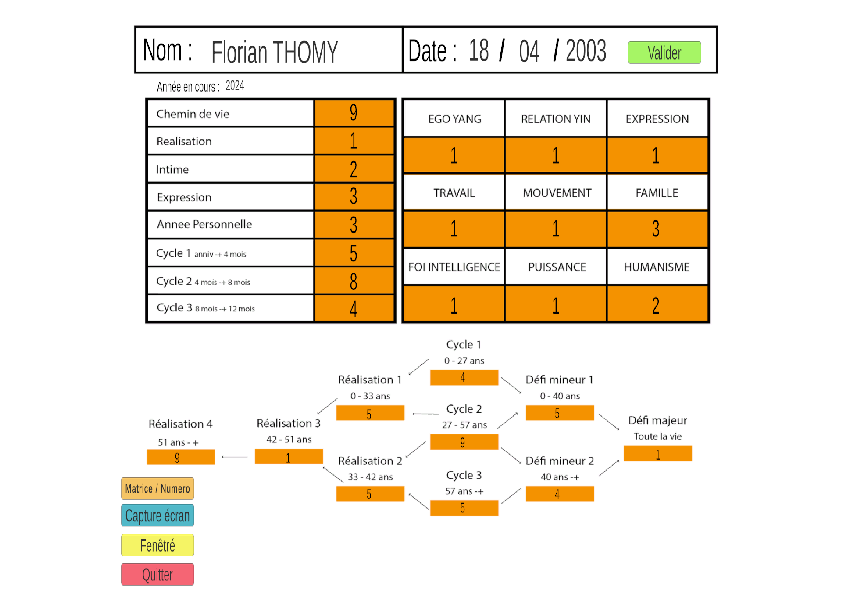 Nom : Florian THOMY Date : 18 / 04 / 2003 Valider
Année en cours : 2024
Chemin de vie 9
Realisation 1
Intime 2
Expression 3
Annee Personnelle 3
Cycle 1 anniv -+ 4 mois 5
Cycle 2 4 mois -+ 8 mois 8
Cycle 3 8 mois -+ 12 mois 4
EGO YANG RELATION YIN EXPRESSION
1 1 1
TRAVAIL MOUVEMENT FAMILLE
1 1 3
FOI INTELLIGENCE PUISSANCE HUMANISME
1 1 2
Cycle 1
0 - 27 ans
4
Réalisation 1
0 - 33 ans
5
Défi mineur 1
0 - 40 ans
5
Cycle 2
27 - 57 ans
9
Réalisation 4
51 ans - +
9
Réalisation 3
42 - 51 ans
1
Défi majeur
Toute la vie
1
Réalisation 2
33 - 42 ans
5
Défi mineur 2
40 ans -+
4
Cycle 3
57 ans -+
5
Matrice / Numero
Capture écran
Fenêtré
Quitter